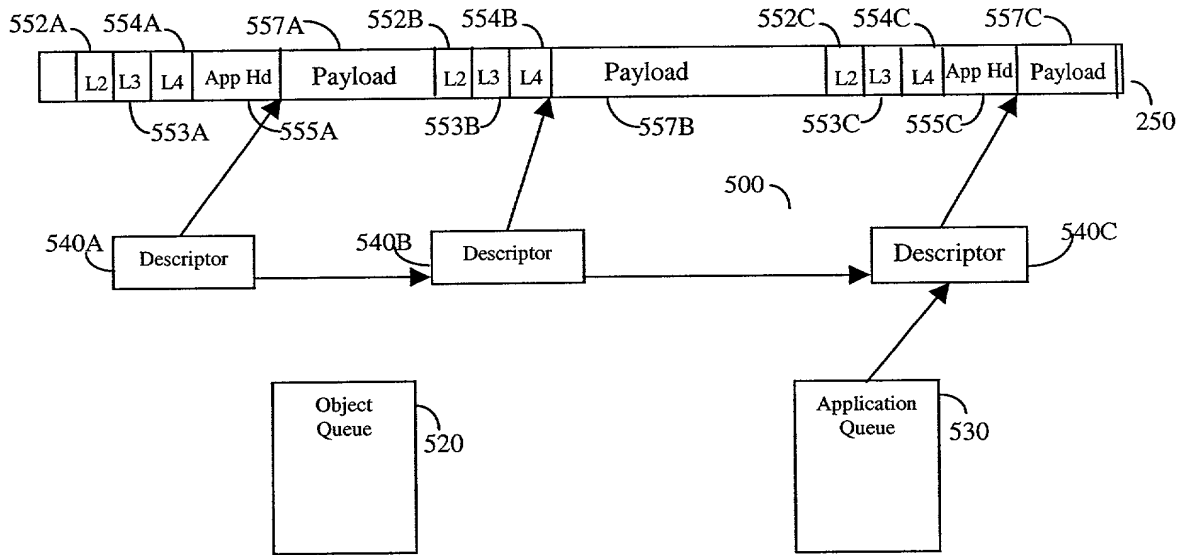 552A 554A 557A 552B 554B 552C 554C 557C
L2 L3 L4 App Hd Payload L2 L3 L4 Payload L2 L3 L4 App Hd Payload
553A 555A 553B 557B 553C 555C 250
500
540A Descriptor 540B Descriptor Descriptor 540C
Object
Queue
520
Application
Queue
530